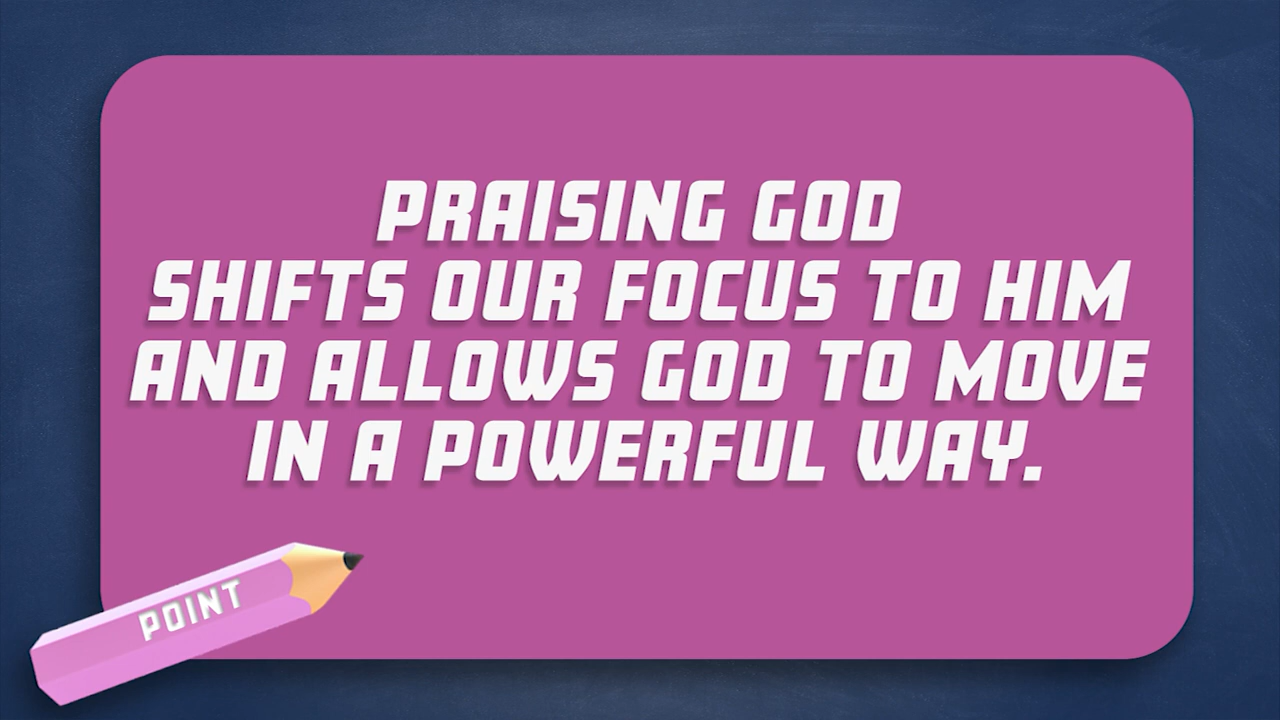 PRAISING GOD
SHIFTS OUR FOCUS TO HIM
AND ALLOWS GOD TO MOVE
IN A POWERFUL WAY.
POINT